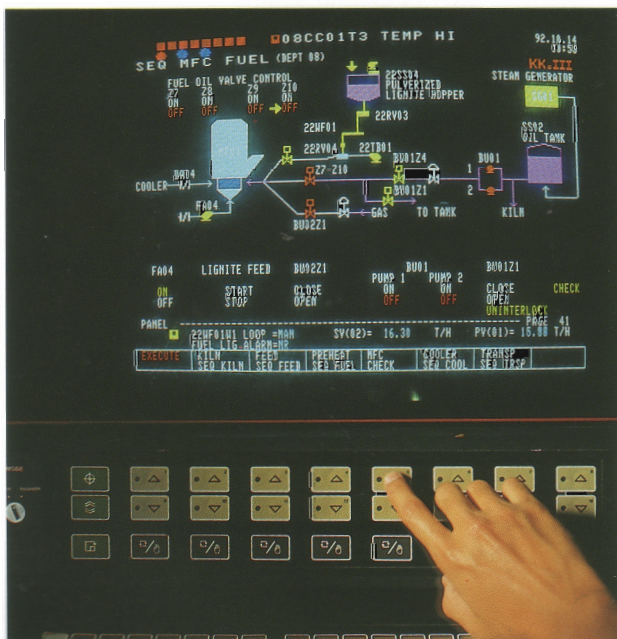 08CC01T3 TEMP HI
92.10.14
SEQ MFC FUEL (DEPT 08)
KK.III
FUEL OIL VALVE CONTROL
Z7 Z8 Z9 Z10
ON ON ON ON
OFF OFF OFF OFF
22SS04
PULVERIZED
LIGNITE HOPPER
STEAN GENERATOR
SG01
22RV03
22WF01
SS02
OIL TANK
22RV04 22TB01
Z7-Z10
BU01Z4
BU01
1
2
COOLER
BU01Z1
FA04
BU02Z1
GAS
TO TANK
KILN
FA04 LIGNITE FEED BU02Z1 BU01 BU01Z1
PUMP 1 PUMP 2
ON START CLOSE ON ON CLOSE CHECK
OFF STOP OPEN OFF OFF OPEN
UNINTERLOCK
PAGE 41
PANEL
22WF01W1 LOOP =MAN SV(02)= 16.30 T/H PV(01)= T/H
FUEL LIG.ALARM=NR
EXECUTE KILN FEED PREHEAT MFC COOLER TRANSP
SEQ KILN SEQ FEED SEQ FUEL CHECK SEQ COOL SEQ TRSP